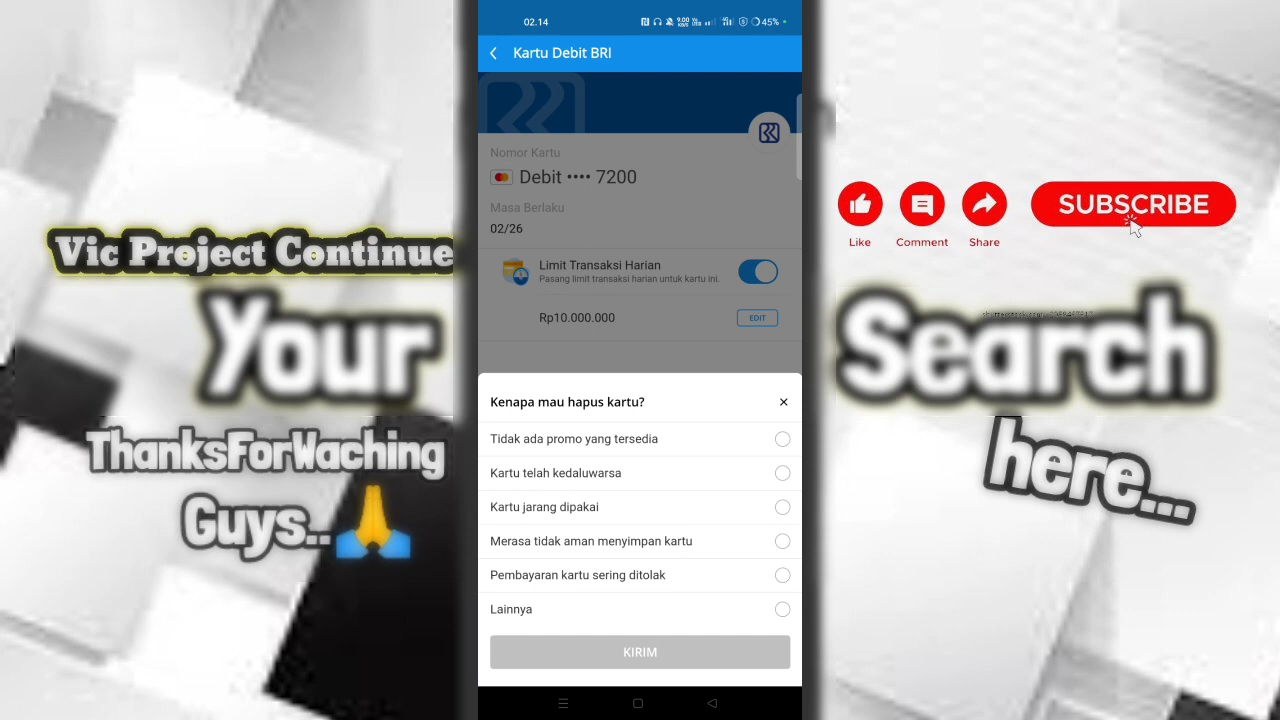 02.14
9.00
KB/S
45%
Kartu Debit BRI
Nomor Kartu
Debit •••• 7200
Masa Berlaku
02/26
Limit Transaksi Harian
Pasang limit transaksi harian untuk kartu ini.
Rp10.000.000
EDIT
Kenapa mau hapus kartu?
Tidak ada promo yang tersedia
Kartu telah kedaluwarsa
Kartu jarang dipakai
Merasa tidak aman menyimpan kartu
Pembayaran kartu sering ditolak
Lainnya
KIRIM
Vic Project Continue
Your
ThanksForWaching
Guys..🙏
SUBSCRIBE
Like
Comment
Share
Search
here...